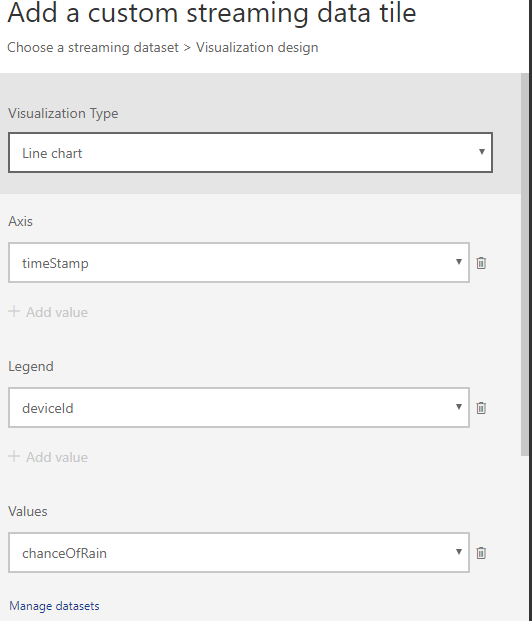 Add a custom streaming data tile
Choose a streaming dataset > Visualization design
Visualization Type
Line chart
Axis
timeStamp
+ Add value
Legend
deviceId
+ Add value
Values
chanceOfRain
Manage datasets